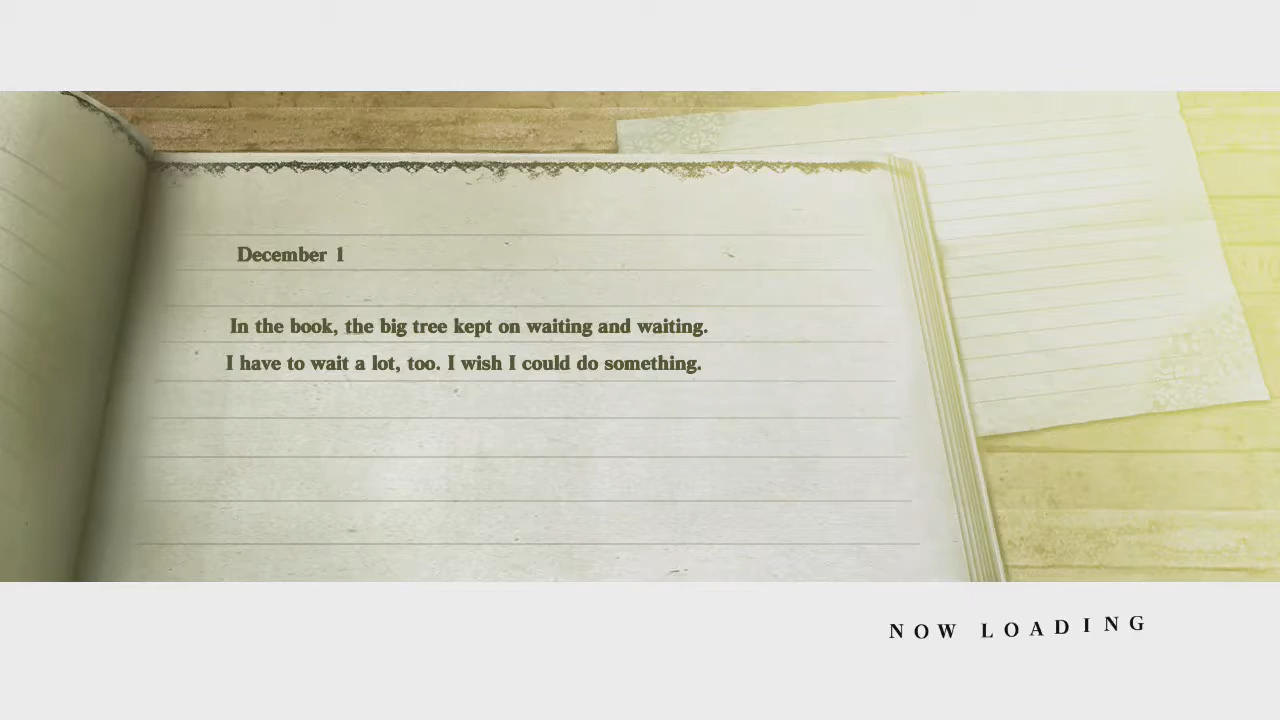 December 1
In the book, the big tree kept on waiting and waiting.
I have to wait a lot, too. I wish I could do something.
NOW LOADING